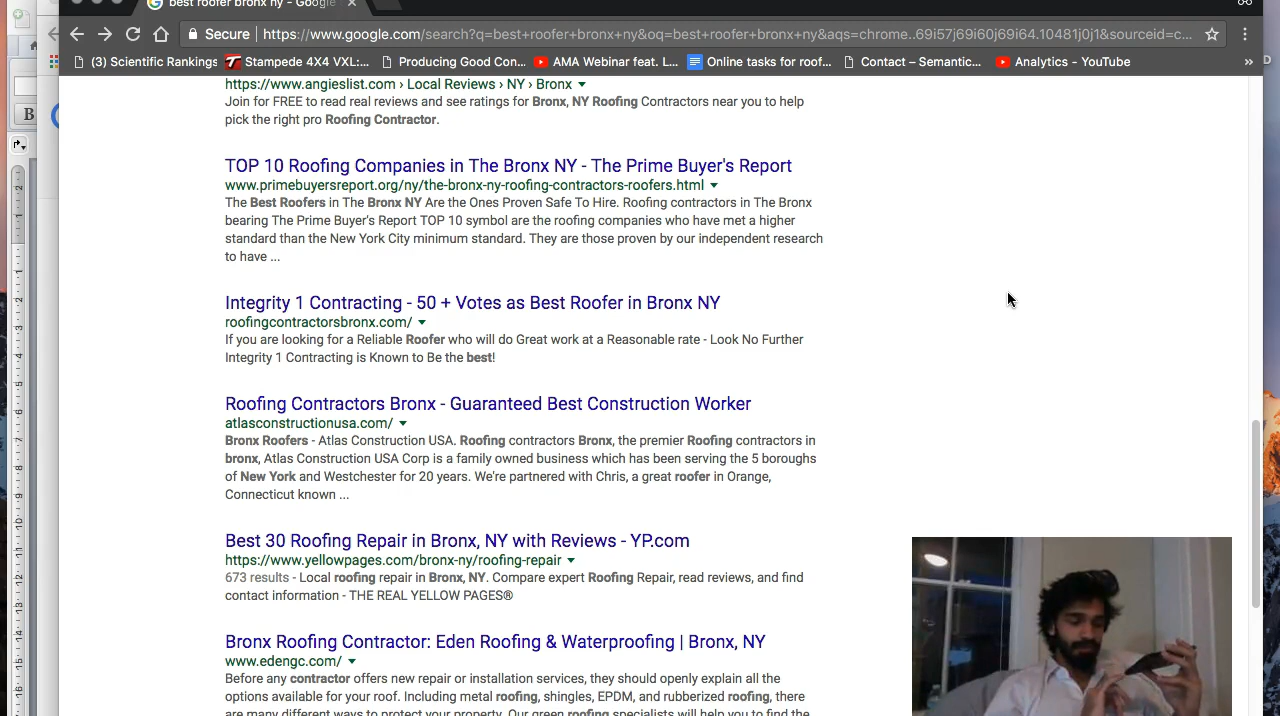 best roofer bronx ny - Google
Secure
https://www.google.com/search?q=best+roofer+bronx+ny&oq=best+roofer+bronx+ny&aqs=chrome..69i57j69i60j69i64.10481j0j1&sourceid=c...
(3) Scientific Rankings
Stampede 4X4 VXL:...
Producing Good Con...
AMA Webinar feat. L...
Online tasks for roof...
Contact – Semantic...
Analytics - YouTube
»
D
B
https://www.angieslist.com › Local Reviews › NY › Bronx
Join for FREE to read real reviews and see ratings for Bronx, NY Roofing Contractors near you to help
pick the right pro Roofing Contractor.
TOP 10 Roofing Companies in The Bronx NY - The Prime Buyer's Report
www.primebuyersreport.org/ny/the-bronx-ny-roofing-contractors-roofers.html
The Best Roofers in The Bronx NY Are the Ones Proven Safe To Hire. Roofing contractors in The Bronx
bearing The Prime Buyer's Report TOP 10 symbol are the roofing companies who have met a higher
standard than the New York City minimum standard. They are those proven by our independent research
to have ...
Integrity 1 Contracting - 50 + Votes as Best Roofer in Bronx NY
roofingcontractorsbronx.com/
If you are looking for a Reliable Roofer who will do Great work at a Reasonable rate - Look No Further
Integrity 1 Contracting is Known to Be the best!
Roofing Contractors Bronx - Guaranteed Best Construction Worker
atlasconstructionusa.com/
Bronx Roofers - Atlas Construction USA. Roofing contractors Bronx, the premier Roofing contractors in
bronx, Atlas Construction USA Corp is a family owned business which has been serving the 5 boroughs
of New York and Westchester for 20 years. We're partnered with Chris, a great roofer in Orange,
Connecticut known ...
Best 30 Roofing Repair in Bronx, NY with Reviews - YP.com
https://www.yellowpages.com/bronx-ny/roofing-repair
673 results - Local roofing repair in Bronx, NY. Compare expert Roofing Repair, read reviews, and find
contact information - THE REAL YELLOW PAGES®
Bronx Roofing Contractor: Eden Roofing & Waterproofing | Bronx, NY
www.edengc.com/
Before any contractor offers new repair or installation services, they should openly explain all the
options available for your roof. Including metal roofing, shingles, EPDM, and rubberized roofing, there
are many different ways to protect your property. Our green roofing specialists will help you to find the